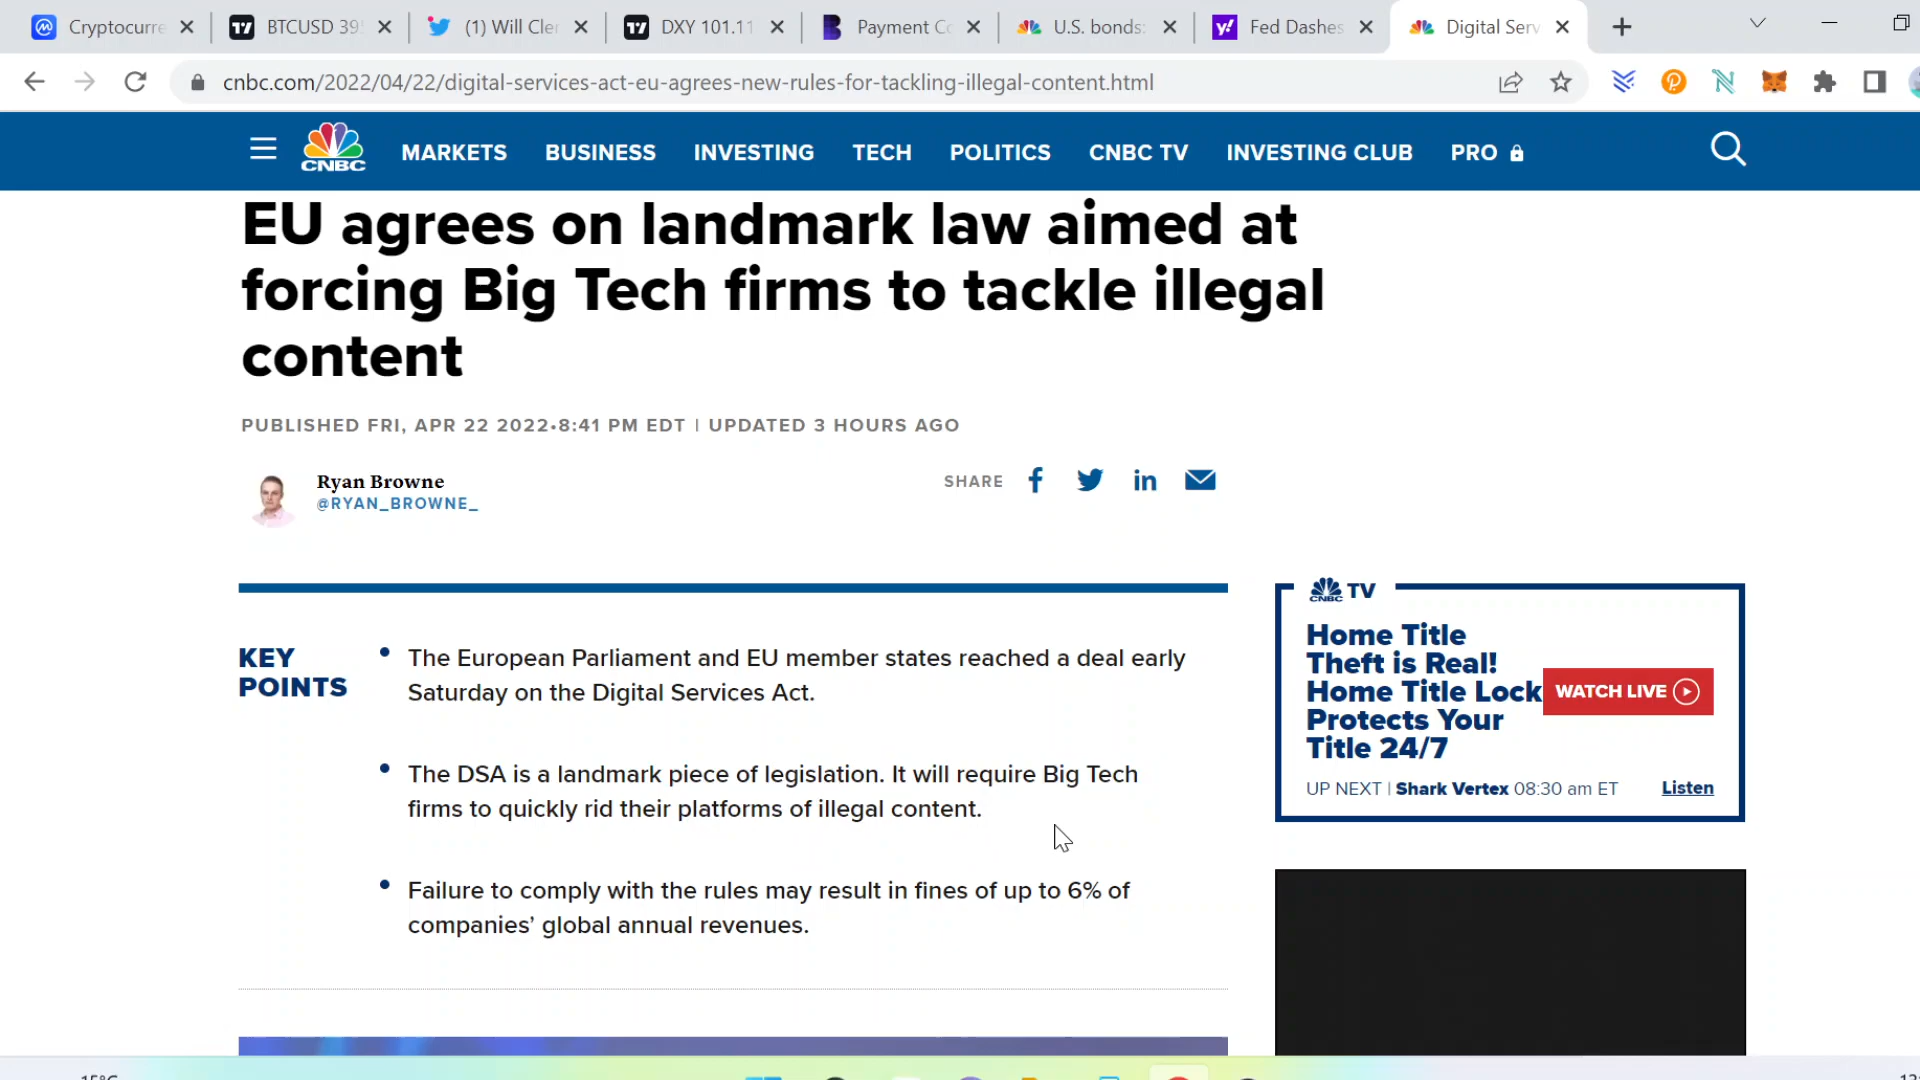 Cryptocurre
BTCUSD 39
(1) Will Cle
DXY 101.11
Payment Co
U.S. bonds:
Fed Dashes
Digital Serv
cnbc.com/2022/04/22/digital-services-act-eu-agrees-new-rules-for-tackling-illegal-content.html
CNBC
MARKETS BUSINESS INVESTING TECH POLITICS CNBC TV INVESTING CLUB PRO
EU agrees on landmark law aimed at
forcing Big Tech firms to tackle illegal
content
PUBLISHED FRI, APR 22 2022•8:41 PM EDT | UPDATED 3 HOURS AGO
Ryan Browne
@RYAN_BROWNE_
SHARE
KEY
POINTS
The European Parliament and EU member states reached a deal early
Saturday on the Digital Services Act.
The DSA is a landmark piece of legislation. It will require Big Tech
firms to quickly rid their platforms of illegal content.
Failure to comply with the rules may result in fines of up to 6% of
companies’ global annual revenues.
CNBC TV
Home Title
Theft is Real!
Home Title Lock
Protects Your
Title 24/7
WATCH LIVE
UP NEXT | Shark Vertex 08:30 am ET
Listen
15°C